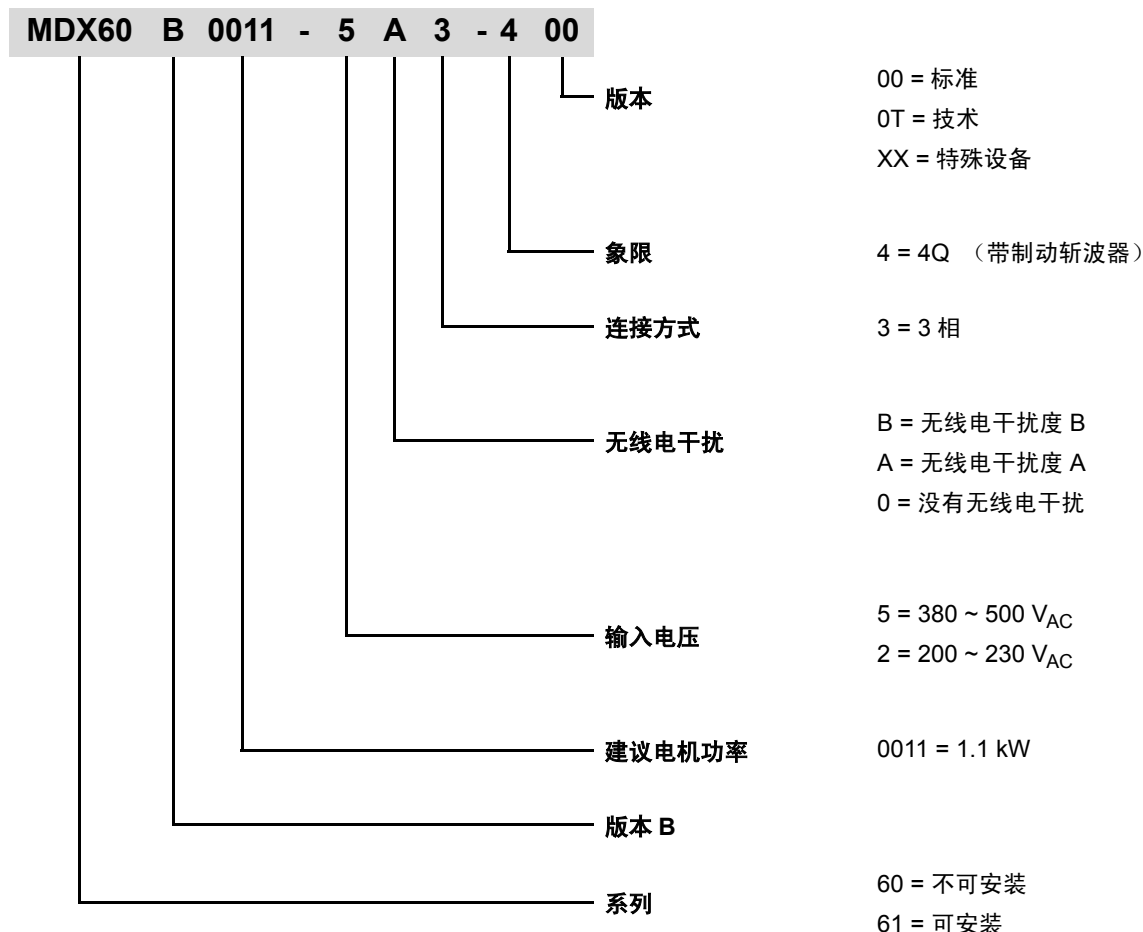 MDX60 B 0011 - 5 A 3 - 4 00
版本
00 = 标准
0T = 技术
XX = 特殊设备
象限
4 = 4Q （带制动斩波器）
连接方式
3 = 3 相
无线电干扰
B = 无线电干扰度 B
A = 无线电干扰度 A
0 = 没有无线电干扰
输入电压
5 = 380 ~ 500 VAC
2 = 200 ~ 230 VAC
建议电机功率
0011 = 1.1 kW
版本 B
系列
60 = 不可安装
61 = 可安装